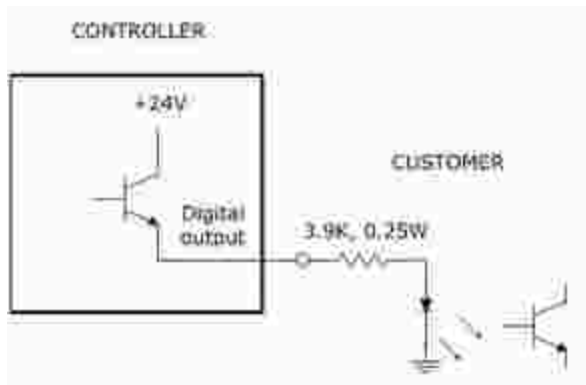 CONTROLLER
+24V
CUSTOMER
Digital
output
3.9K, 0.25W